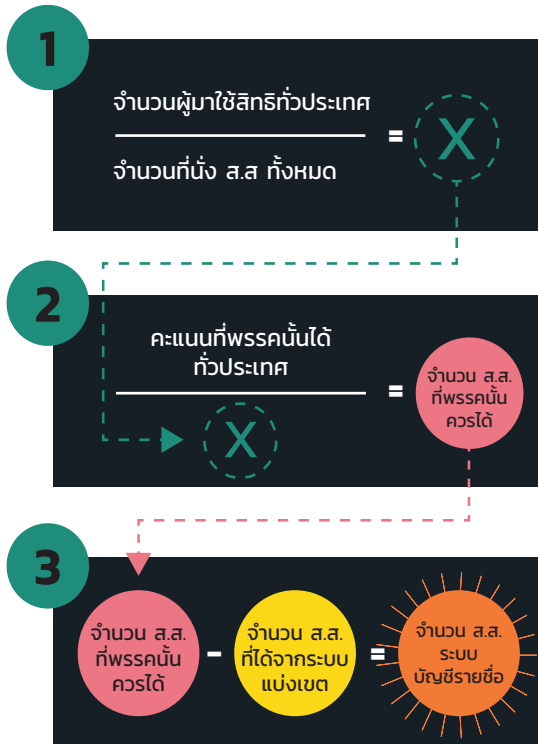 1
จำนวนผู้มาใช้สิทธิทั่วประเทศ
= X
จำนวนที่นั่ง ส.ส ทั้งหมด
2
คะแนนที่พรรคนั้นได้
ทั่วประเทศ
=
จำนวน ส.ส.
ที่พรรคนั้น
ควรได้
X
3
จำนวน ส.ส.
ที่พรรคนั้น
ควรได้
-
จำนวน ส.ส.
ที่ได้จากระบบ
แบ่งเขต
=
จำนวน ส.ส.
ระบบ
บัญชีรายชื่อ